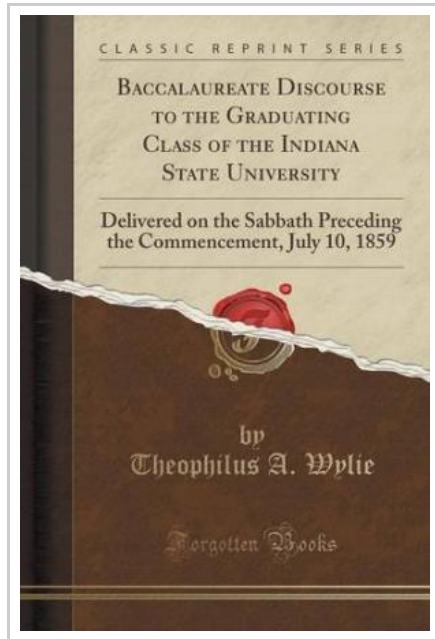 CLASSIC REPRINT SERIES
BACCALAUREATE DISCOURSE
TO THE GRADUATING
CLASS OF THE INDIANA
STATE UNIVERSITY
Delivered on the Sabbath Preceding
the Commencement, July 10, 1859
F
by
Theophilus A. Wylie
Forgotten Books